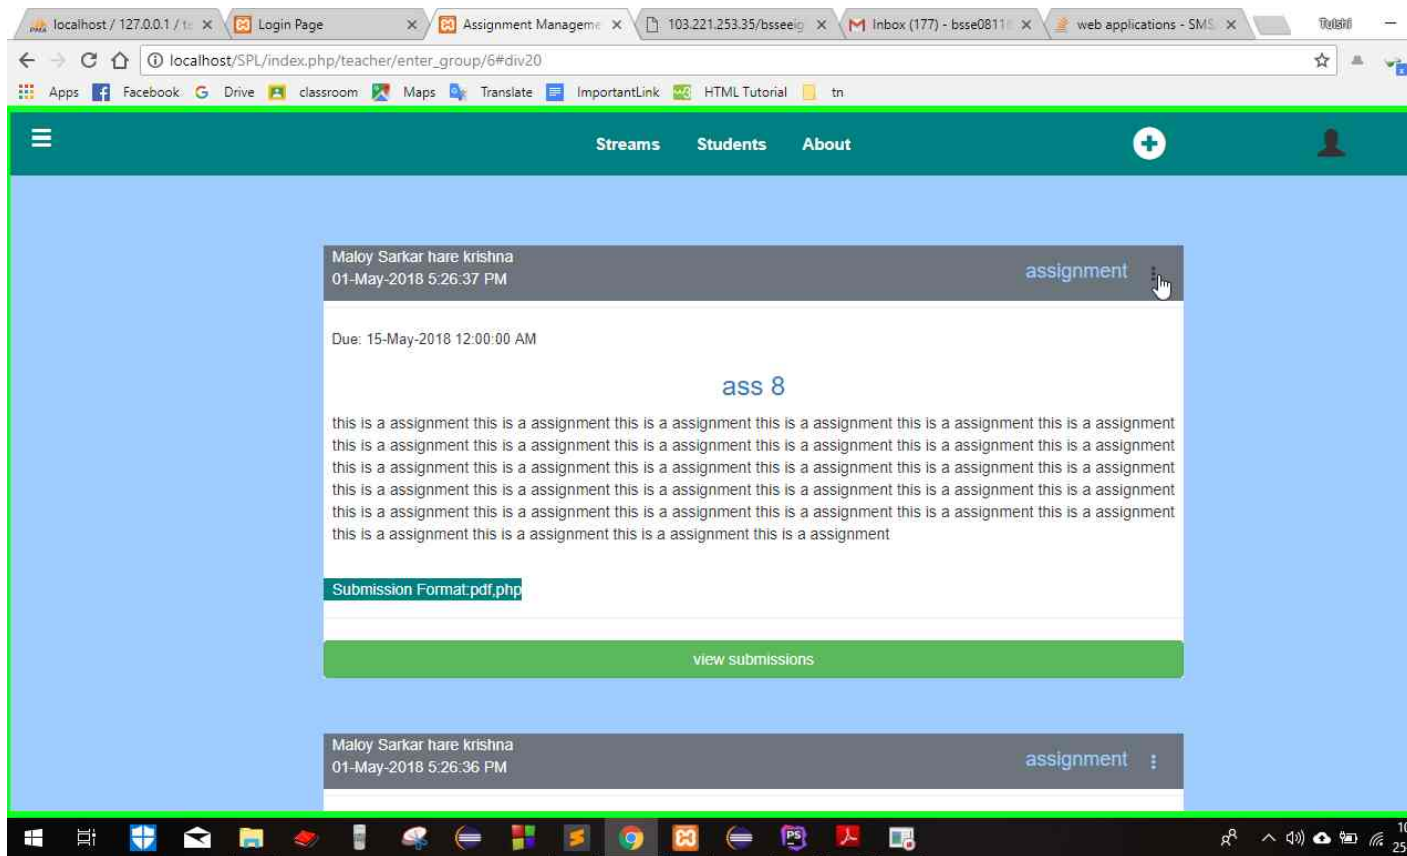 localhost / 127.0.0.1 / te
Login Page
Assignment Manageme
103.221.253.35/bsseeig
Inbox (177) - bsse0811
web applications - SMS
Tulshi
localhost/SPL/index.php/teacher/enter_group/6#div20
Apps Facebook Drive classroom Maps Translate ImportantLink HTML Tutorial tn
Streams Students About
Maloy Sarkar hare krishna
01-May-2018 5:26:37 PM
assignment
Due: 15-May-2018 12:00:00 AM
ass 8
this is a assignment this is a assignment this is a assignment this is a assignment this is a assignment this is a assignment
this is a assignment this is a assignment this is a assignment this is a assignment this is a assignment this is a assignment
this is a assignment this is a assignment this is a assignment this is a assignment this is a assignment this is a assignment
this is a assignment this is a assignment this is a assignment this is a assignment this is a assignment this is a assignment
this is a assignment this is a assignment this is a assignment this is a assignment this is a assignment this is a assignment
this is a assignment this is a assignment this is a assignment this is a assignment
Submission Format:pdf,php
view submissions
Maloy Sarkar hare krishna
01-May-2018 5:26:36 PM
assignment
PS
10
25